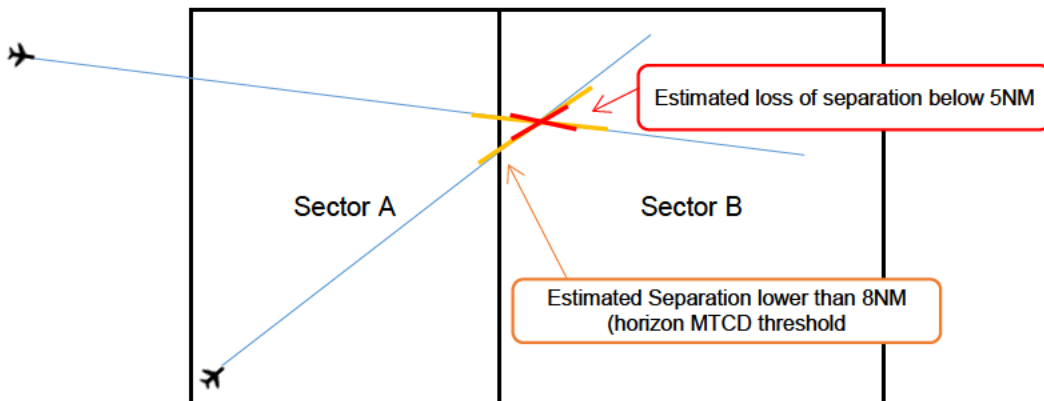 Estimated loss of separation below 5NM
Sector A
Sector B
Estimated Separation lower than 8NM
(horizon MTCD threshold